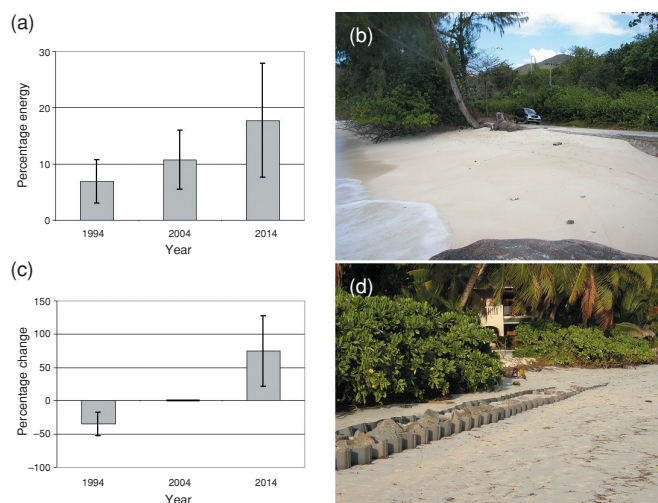 (a)
30
20
10
0
Percentage energy
1994
2004
2014
Year
(b)
(c)
150
100
50
0
−50
−100
Percentage change
1994
2004
2014
Year
(d)